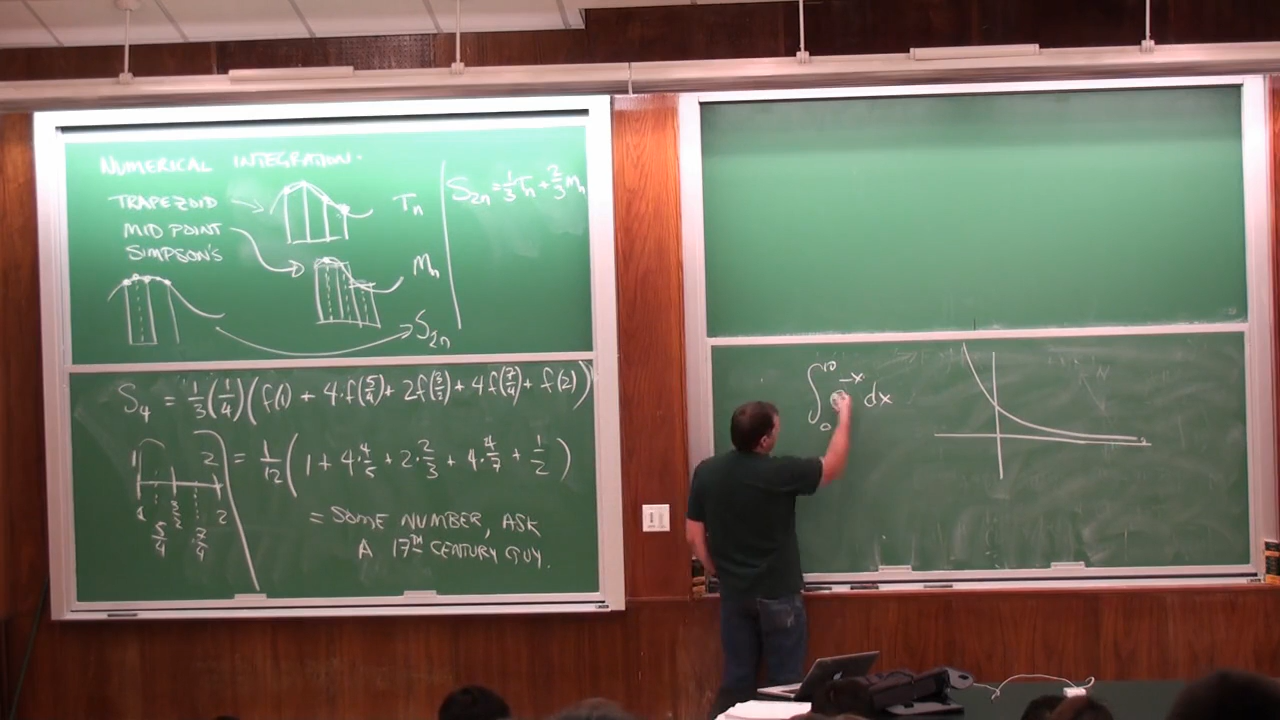 NUMERICAL INTEGRATION.
TRAPEZOID
MID POINT
SIMPSON'S
Tₙ
Mₙ
S₂ₙ
S₂ₙ = 1/3 Tₙ + 2/3 Mₙ
S₄ = 1/3 (1/4) (f(1) + 4·f(5/4) + 2f(3/2) + 4f(7/4) + f(2))
= 1/12 (1 + 4·4/5 + 2·2/3 + 4·4/7 + 1/2)
1 2
1 3/2 2
5/4 7/4
= SOME NUMBER, ASK
A 17TH CENTURY GUY.
∫₀¹⁰ e⁻ˣ dx